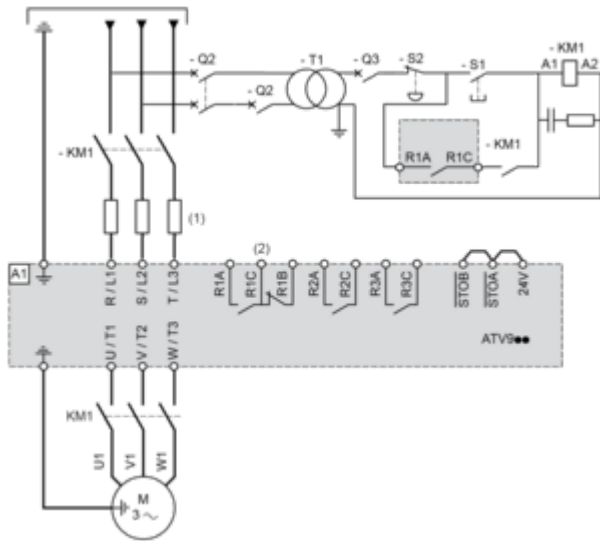 - Q2
- T1
- Q3
- S2
- S1
- KM1
A1
A2
- Q2
- KM1
R1A
R1C
- KM1
(1)
A1
R / L1
S / L2
T / L3
(2)
R1A
R1C
R1B
R2A
R2C
R3A
R3C
STOB
STOA
24V
U / T1
V / T2
W / T3
ATV9●●
KM1
U1
V1
W1
M
3 ~